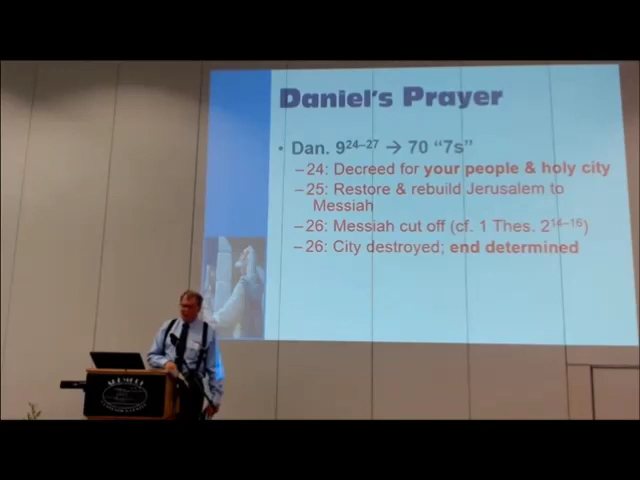 Daniel's Prayer
• Dan. 9²⁴⁻²⁷ → 70 “7s”
–24: Decreed for your people & holy city
–25: Restore & rebuild Jerusalem to
Messiah
–26: Messiah cut off (cf. 1 Thes. 2¹⁴⁻¹⁶)
–26: City destroyed; end determined